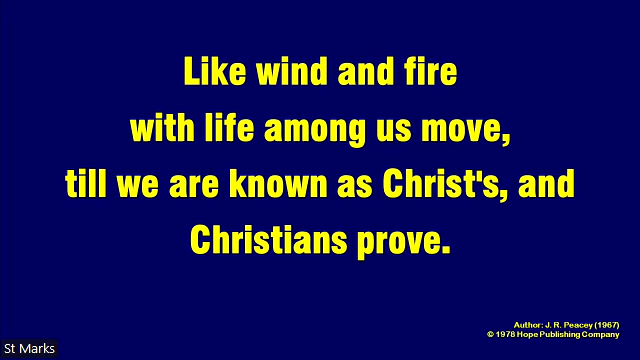 Like wind and fire
with life among us move,
till we are known as Christ's, and
Christians prove.
Author: J. R. Peacey (1967)
© 1978 Hope Publishing Company
St Marks